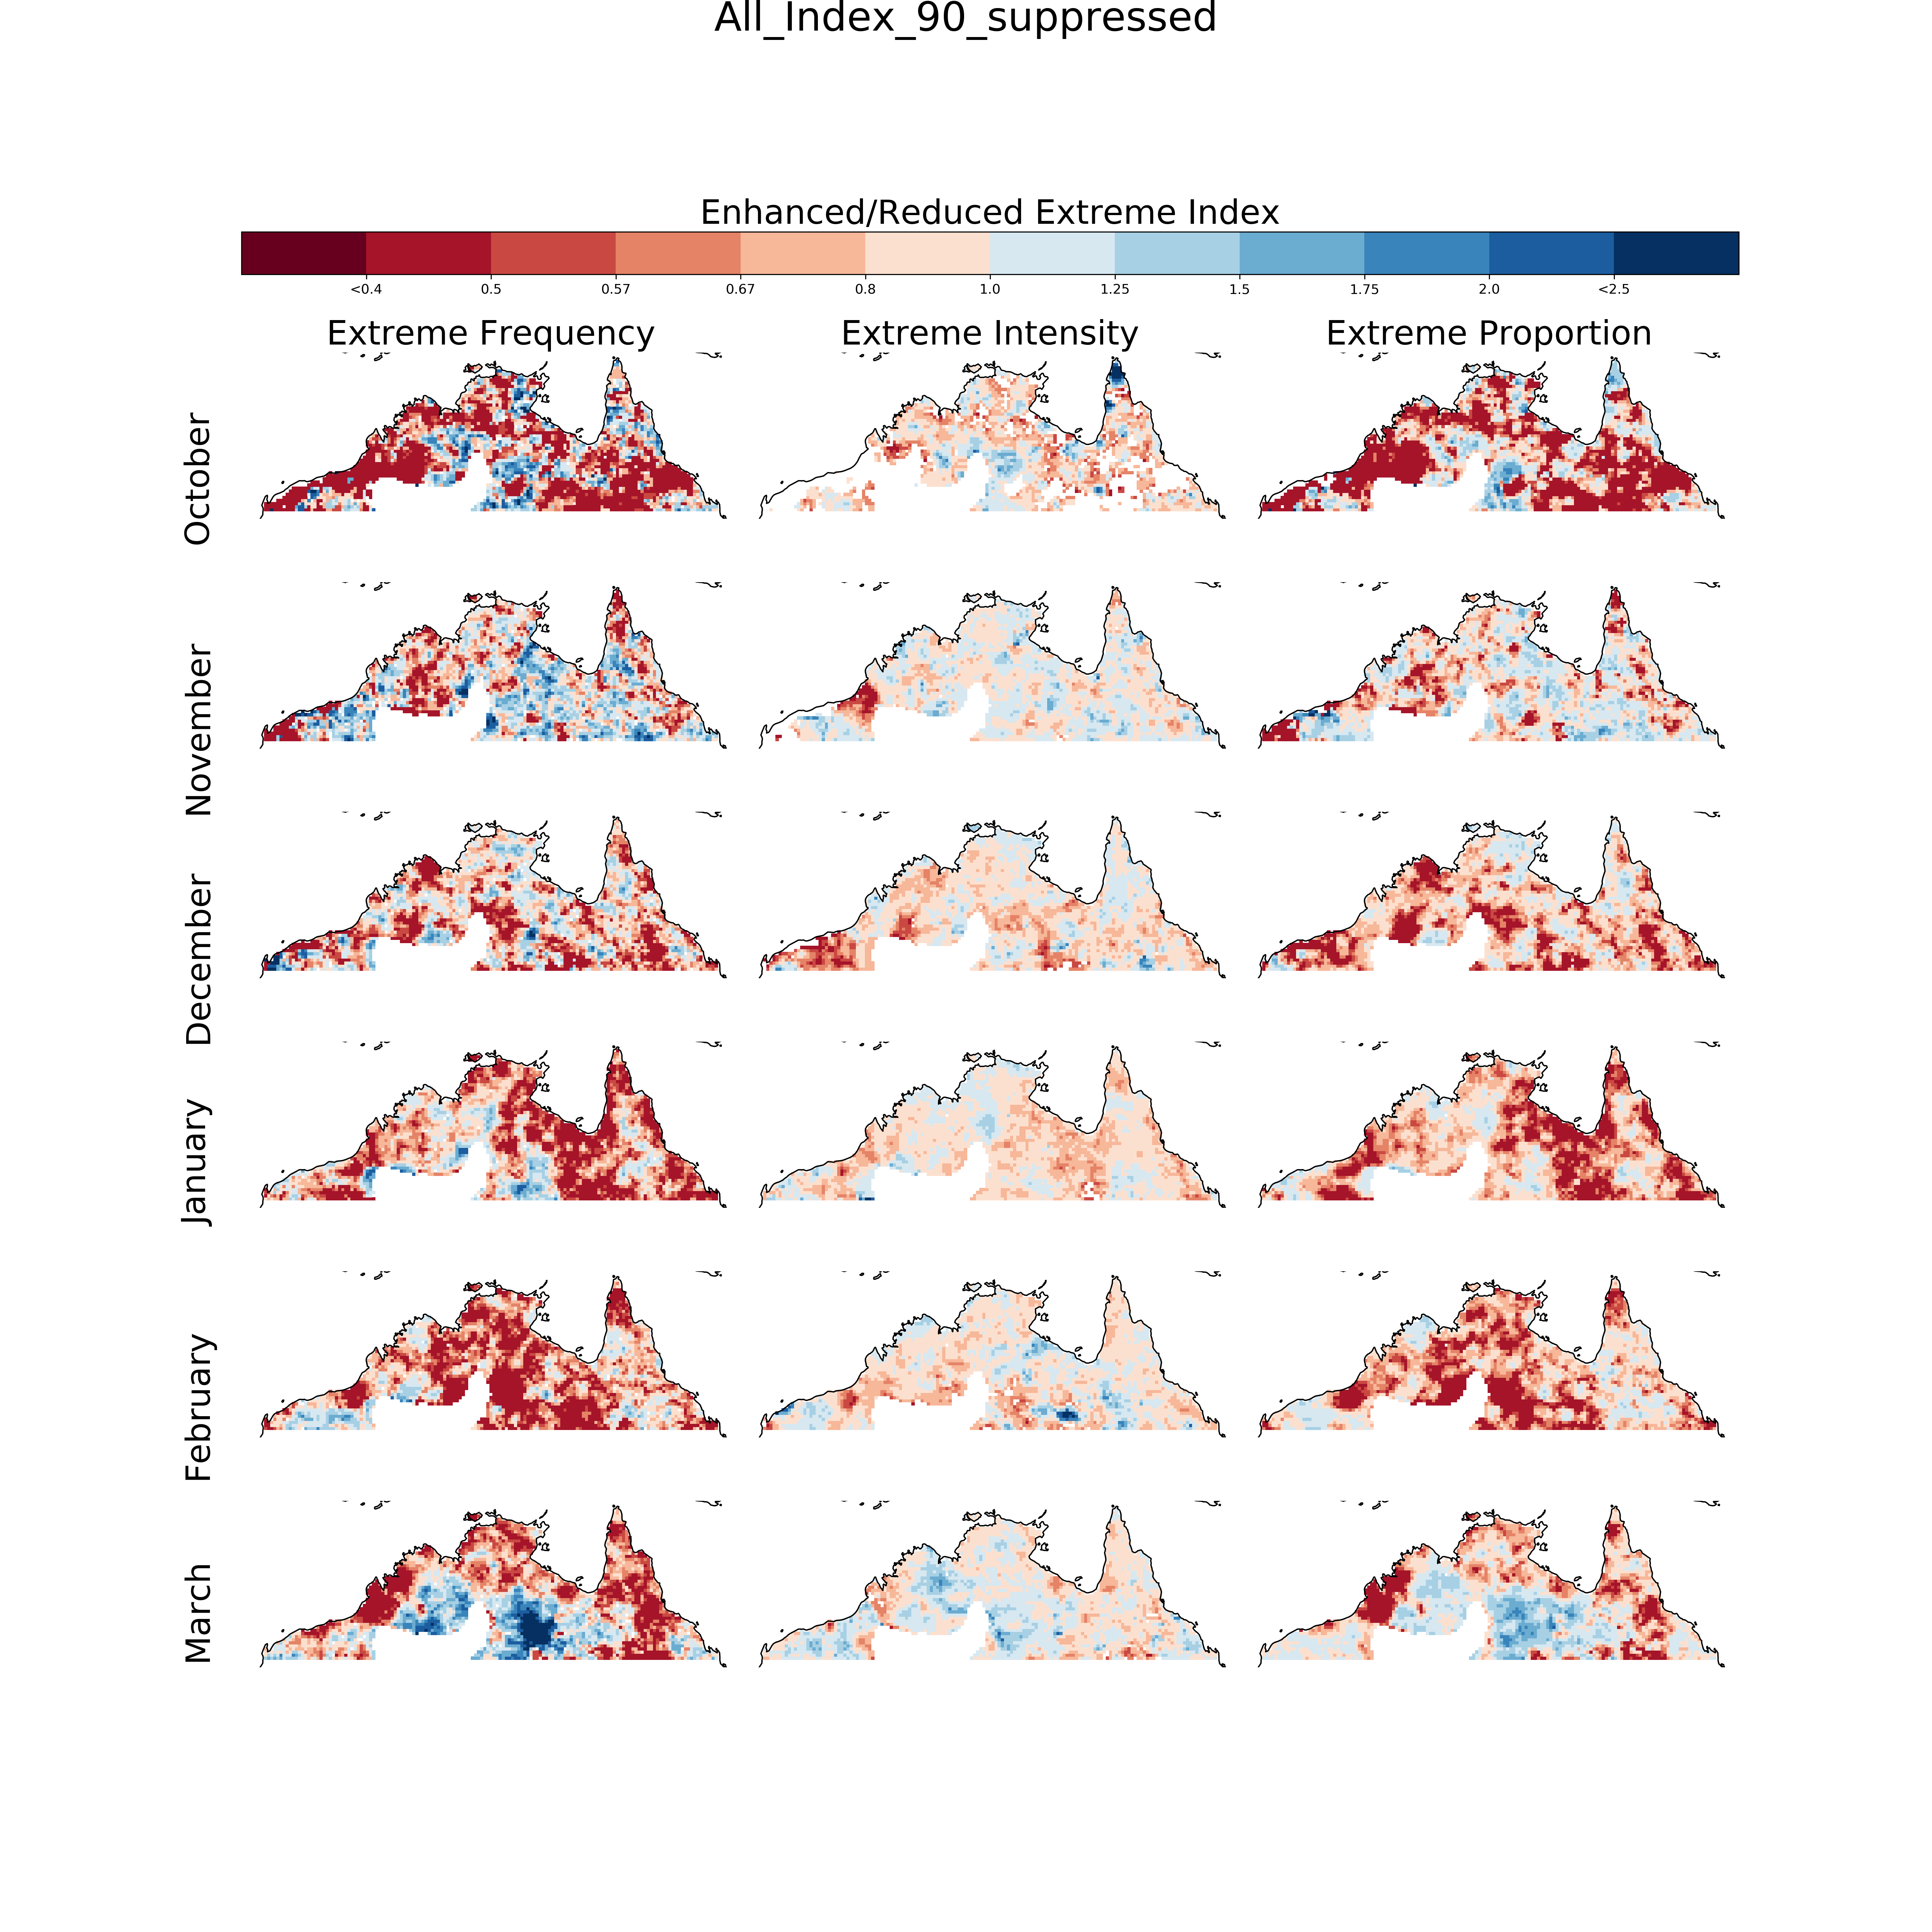 All_Index_90_suppressed
Enhanced/Reduced Extreme Index
<0.4 0.5 0.57 0.67 0.8 1.0 1.25 1.5 1.75 2.0 <2.5
Extreme Frequency Extreme Intensity Extreme Proportion
October
November
December
January
February
March